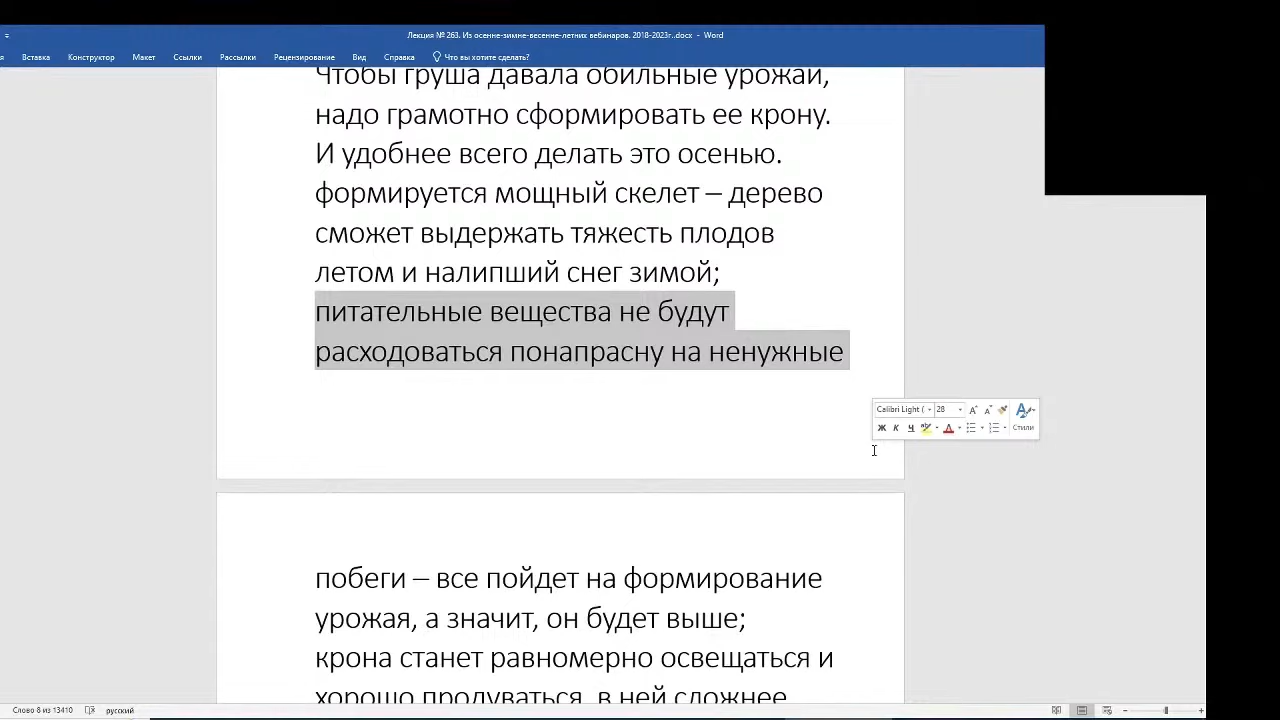 Лекция № 263. Из осенне-зимне-весенне-летних вебинаров. 2018-2023г..docx - Word
я Вставка Конструктор Макет Ссылки Рассылки Рецензирование Вид Справка Что вы хотите сделать?
Чтобы груша давала обильные урожаи,
надо грамотно сформировать ее крону.
И удобнее всего делать это осенью.
формируется мощный скелет – дерево
сможет выдержать тяжесть плодов
летом и налипший снег зимой;
питательные вещества не будут
расходоваться понапрасну на ненужные
Calibri Light ( 28
Ж К Ч Стили
побеги – все пойдет на формирование
урожая, а значит, он будет выше;
крона станет равномерно освещаться и
хорошо продуваться, в ней сложнее
Слово 8 из 13410 русский